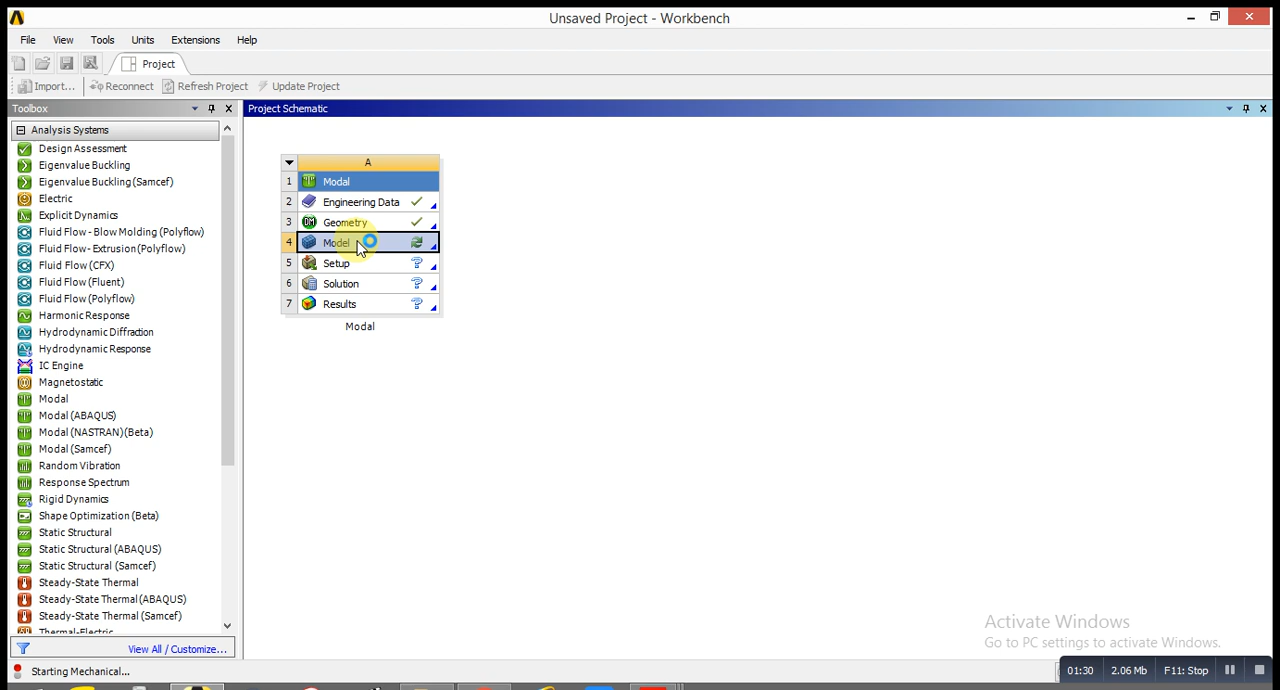 Unsaved Project - Workbench
File View Tools Units Extensions Help
Project
Import... Reconnect Refresh Project Update Project
Toolbox
Project Schematic
Analysis Systems
Design Assessment
Eigenvalue Buckling
Eigenvalue Buckling (Samcef)
Electric
Explicit Dynamics
Fluid Flow - Blow Molding (Polyflow)
Fluid Flow - Extrusion (Polyflow)
Fluid Flow (CFX)
Fluid Flow (Fluent)
Fluid Flow (Polyflow)
Harmonic Response
Hydrodynamic Diffraction
Hydrodynamic Response
IC Engine
Magnetostatic
Modal
Modal (ABAQUS)
Modal (NASTRAN) (Beta)
Modal (Samcef)
Random Vibration
Response Spectrum
Rigid Dynamics
Shape Optimization (Beta)
Static Structural
Static Structural (ABAQUS)
Static Structural (Samcef)
Steady-State Thermal
Steady-State Thermal (ABAQUS)
Steady-State Thermal (Samcef)
Thermal-Electric
View All / Customize...
A
1 Modal
2 Engineering Data
3 Geometry
4 Model
5 Setup
6 Solution
7 Results
Modal
Activate Windows
Go to PC settings to activate Windows.
Starting Mechanical...
01:30 2.06 Mb F11: Stop